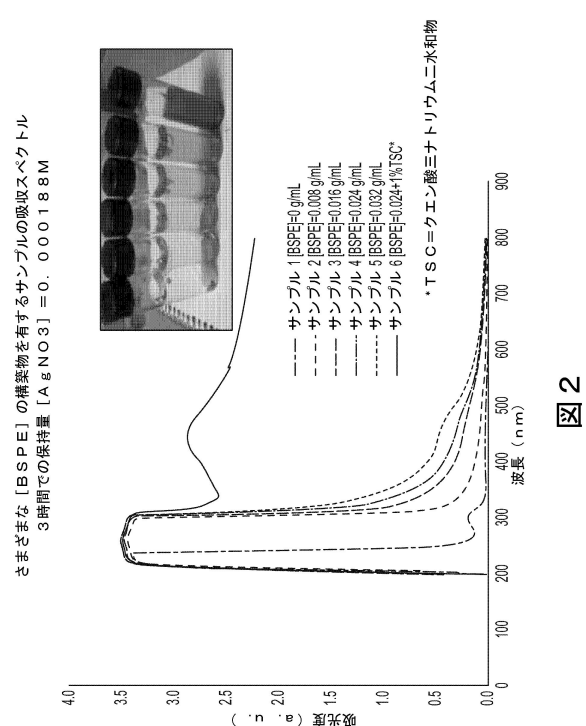 さまざまな［BSPE］の構築物を有するサンプルの吸収スペクトル
3時間での保持量［AgNO3］＝0．000188M
4.0
3.5
3.0
2.5
2.0
1.5
1.0
0.5
0.0
吸光度（a．u．）
サンプル 1 [BSPE]=0 g/mL
サンプル 2 [BSPE]=0.008 g/mL
サンプル 3 [BSPE]=0.016 g/mL
サンプル 4 [BSPE]=0.024 g/mL
サンプル 5 [BSPE]=0.032 g/mL
サンプル 6 [BSPE]=0.024+1%TSC*
*TSC=クエン酸三ナトリウム二水和物
0 100 200 300 400 500 600 700 800 900
波長（nm）
図2